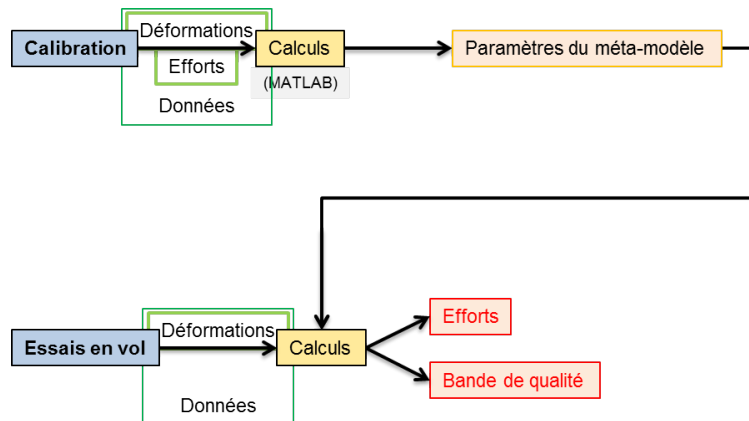 Déformations
Calibration
Calculs
Paramètres du méta-modèle
Efforts
(MATLAB)
Données
Efforts
Déformations
Essais en vol
Calculs
Bande de qualité
Données